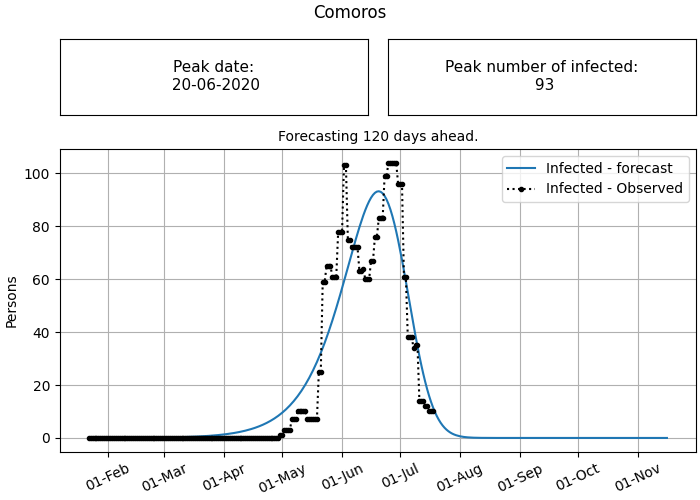 Comoros
Peak date:
20-06-2020
Peak number of infected:
93
Forecasting 120 days ahead.
Infected - forecast
Infected - Observed
Persons
100
80
60
40
20
0
01-Feb
01-Mar
01-Apr
01-May
01-Jun
01-Jul
01-Aug
01-Sep
01-Oct
01-Nov